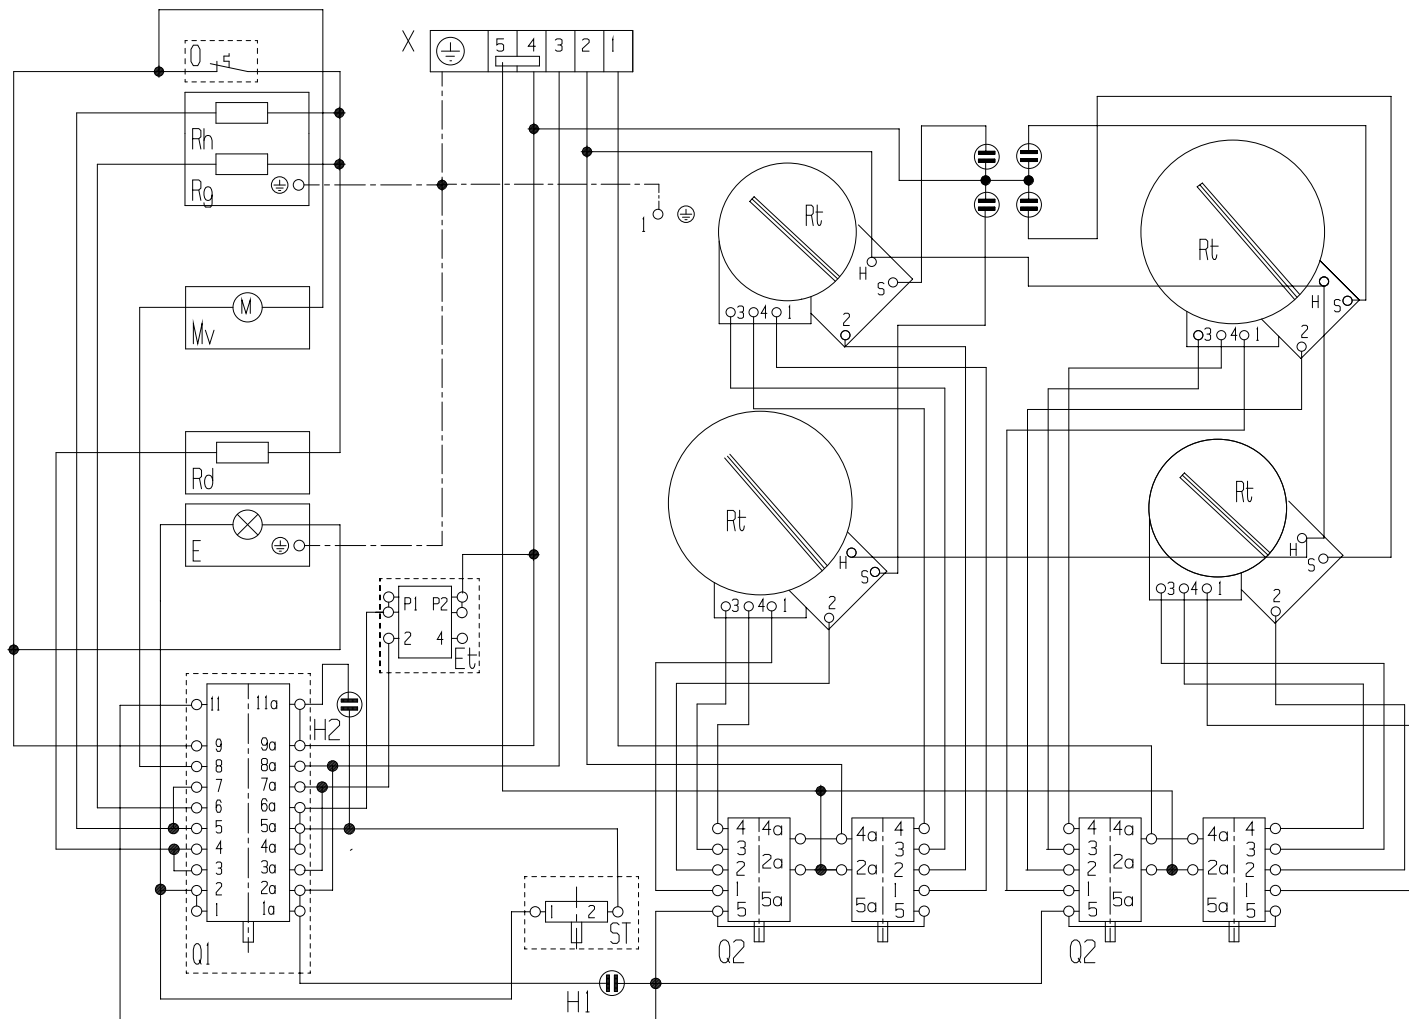 X 5 4 3 2 1
O
Rh
Rg
1
Rt
H
S
3 4 1
2
Rt
H
S
3 4 1
2
M
Mv
Rd
E
Rt
H
S
3 4 1
2
Rt
H
S
3 4 1
2
P1 P2
2 4
Et
11 11a
H2
9 9a
8 8a
7 7a
6 6a
5 5a
4 4a
3 3a
2 2a
1 1a
Q1
1 2
ST
H1
4 4a 4a 4
3 3
2 2a 2a 2
1 1
5 5a 5a 5
Q2
4 4a 4a 4
3 3
2 2a 2a 2
1 1
5 5a 5a 5
Q2